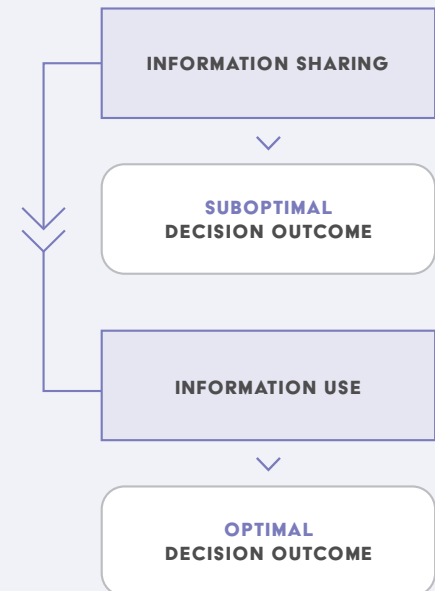 INFORMATION SHARING
SUBOPTIMAL
DECISION OUTCOME
INFORMATION USE
OPTIMAL
DECISION OUTCOME